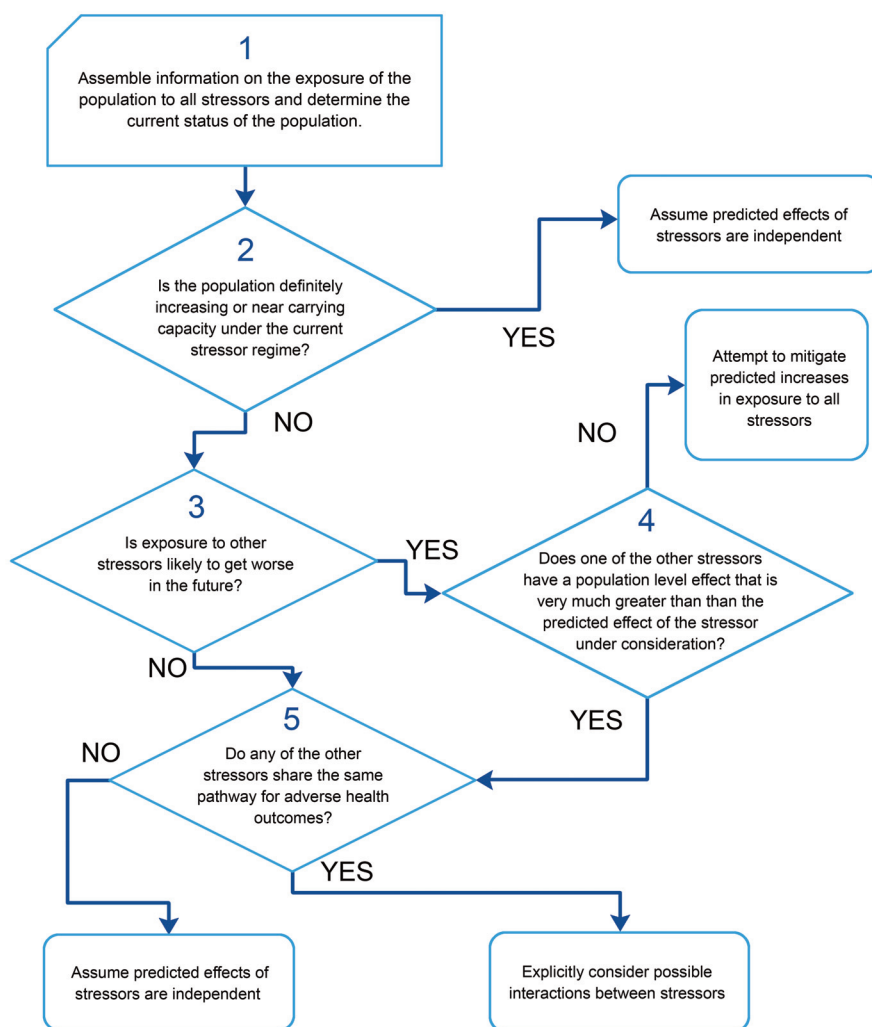 1
Assemble information on the exposure of the
population to all stressors and determine the
current status of the population.
2
Is the population definitely
increasing or near carrying
capacity under the current
stressor regime?
YES
Assume predicted effects of
stressors are independent
NO
3
Is exposure to other
stressors likely to get worse
in the future?
YES
4
Does one of the other stressors
have a population level effect that is
very much greater than than the
predicted effect of the stressor
under consideration?
NO
Attempt to mitigate
predicted increases
in exposure to all
stressors
YES
NO
5
Do any of the other
stressors share the same
pathway for adverse health
outcomes?
NO
Assume predicted effects of
stressors are independent
YES
Explicitly consider possible
interactions between stressors